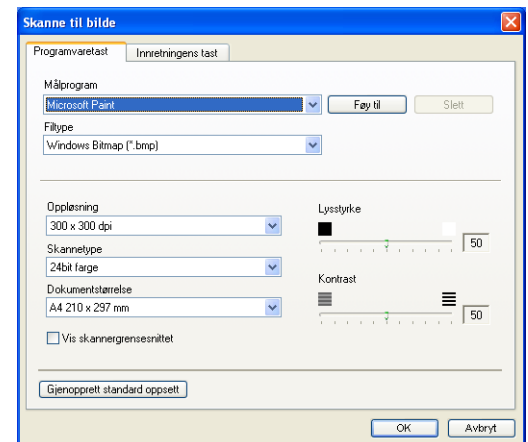 Skanne til bilde
Programvaretast Innretningens tast
Målprogram
Microsoft Paint Føy til Slett
Filtype
Windows Bitmap (*.bmp)
Oppløsning Lysstyrke
300 x 300 dpi 50
Skannetype
24bit farge Kontrast
Dokumentstørrelse
A4 210 x 297 mm 50
Vis skannergrensesnittet
Gjenopprett standard oppsett
OK Avbryt